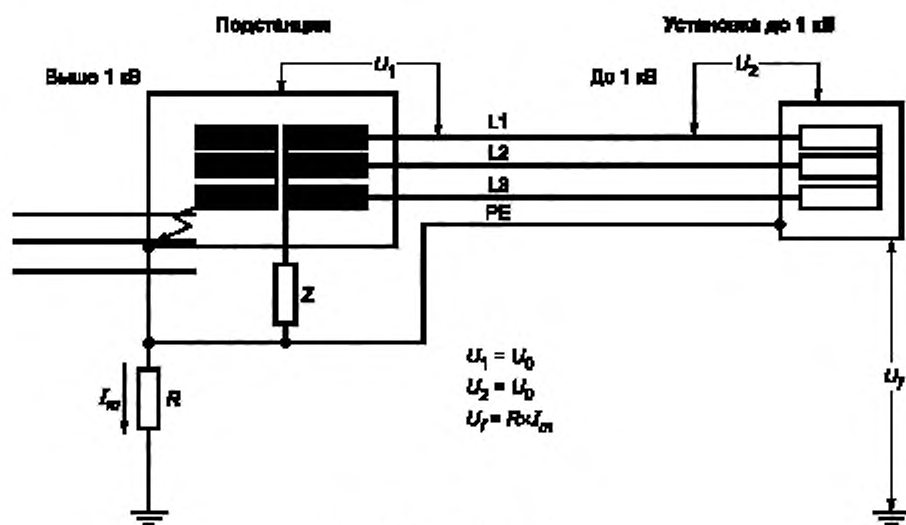 Подстанция
Установка до 1 кВ
Выше 1 кВ
U1
До 1 кВ
U2
L1
L2
L3
PE
Z
U1 = U0
U2 = U0
Uf = R×Im
Im
R
Uf